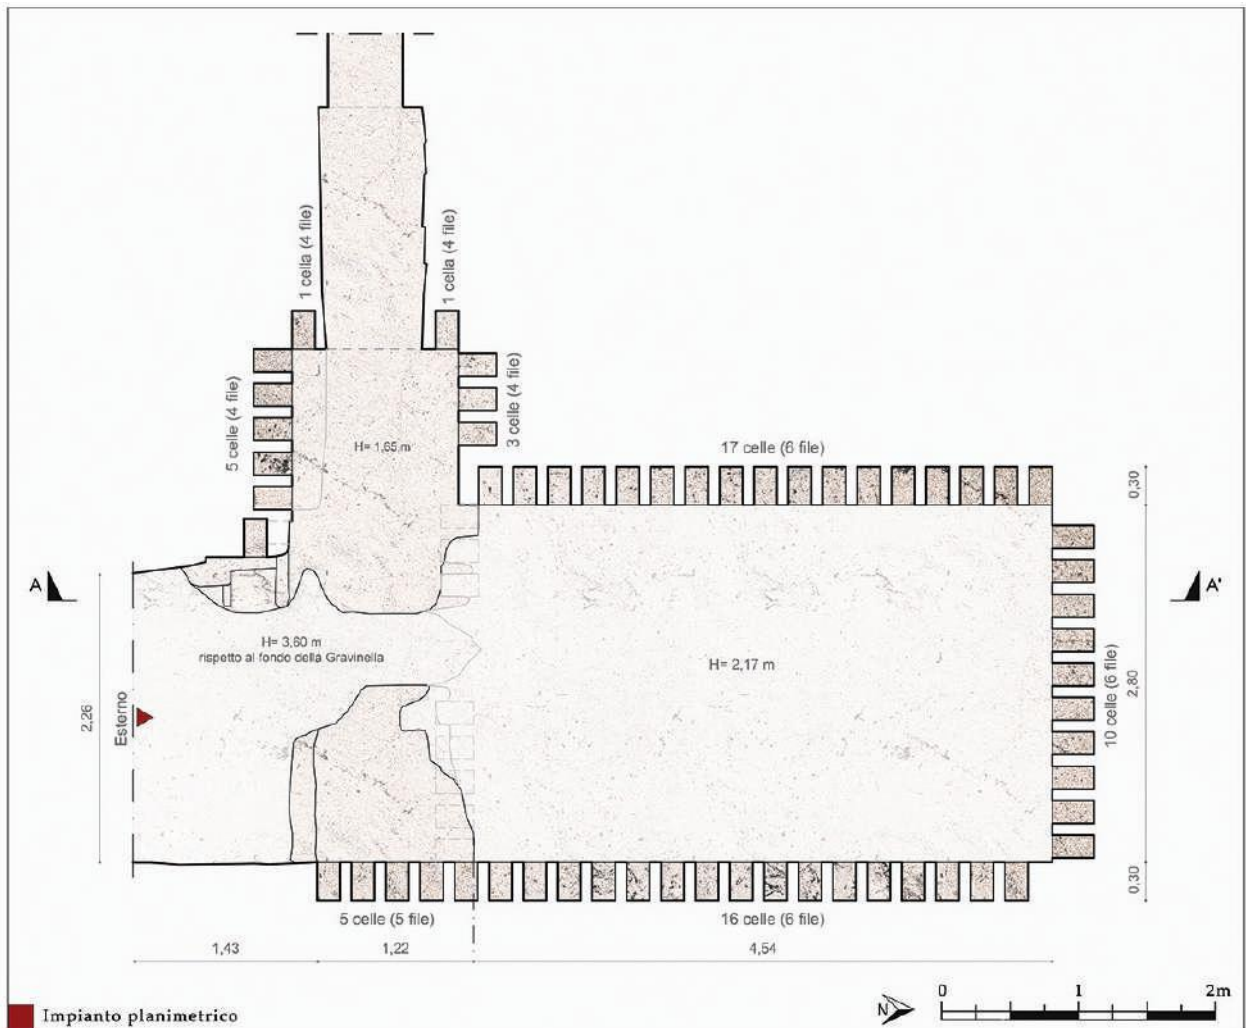 1 cella (4 file)
1 cella (4 file)
5 celle (4 file)
3 celle (4 file)
H= 1,65 m
17 celle (6 file)
0,30
A
A'
H= 3,60 m
rispetto al fondo della Gravinella
H= 2,17 m
2,26
Esterno
10 celle (6 file)
2,80
0,30
5 celle (5 file)
16 celle (6 file)
1,43
1,22
4,54
Impianto planimetrico
N
0
1
2m